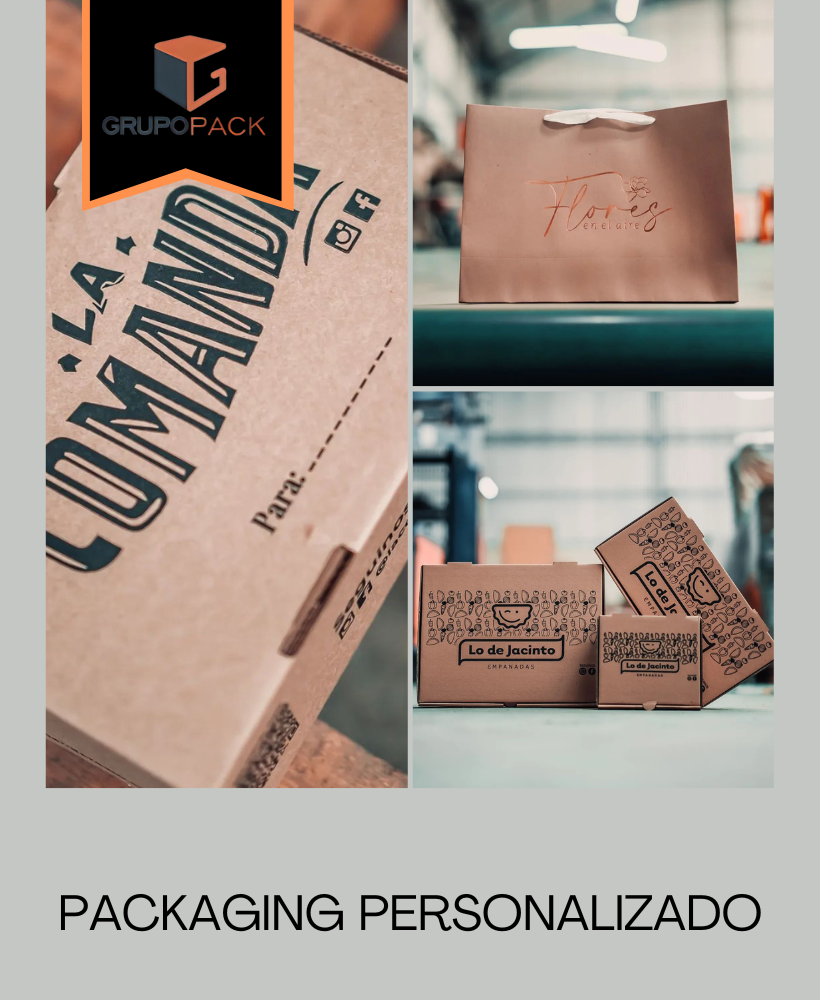 GRUPOPACK
LA
COMANDA
Para:
Seguinos
Flores
en el aire
Lo de Jacinto
EMPANADAS
Lo de Jacinto
EMPANADAS
Lo de
PACKAGING PERSONALIZADO